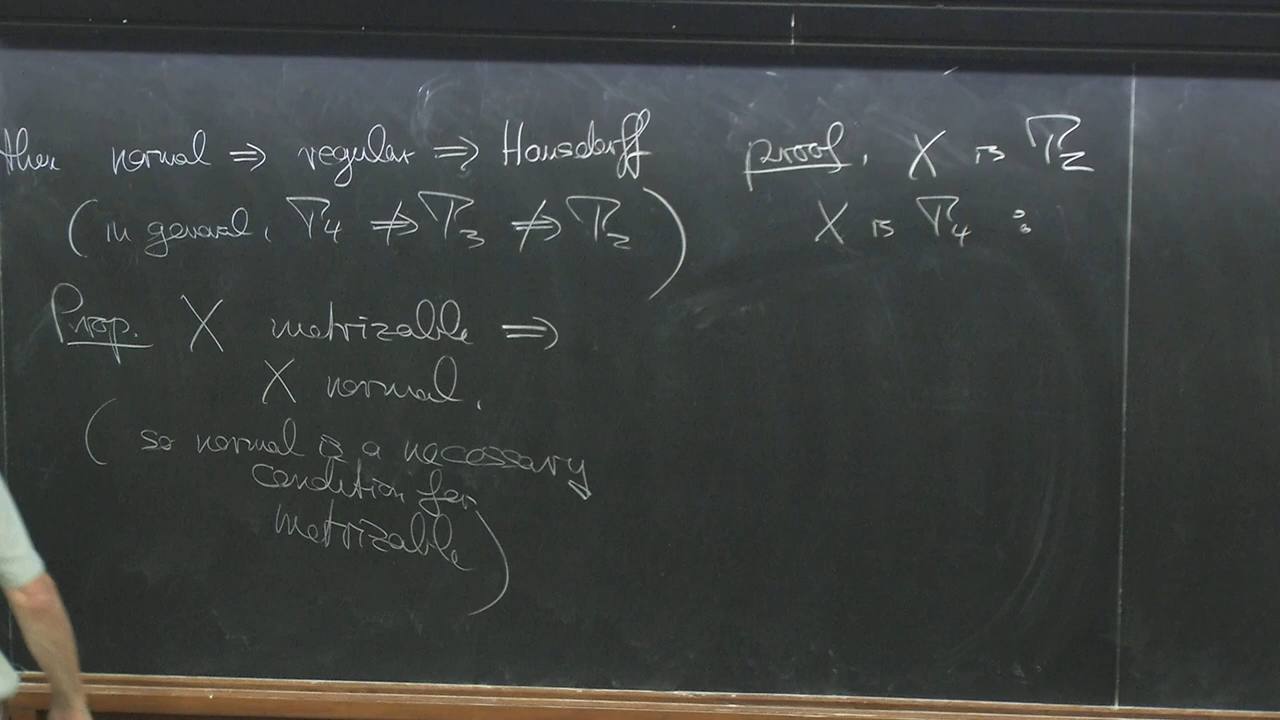 then normal ⇒ regular ⇒ Hausdorff
(in general, T₄ ⇏ T₃ ⇏ T₂)
Prop. X metrizable ⇒
X normal.
(so normal is a necessary
condition for
metrizable)
proof. X is T₂
X is T₄ :